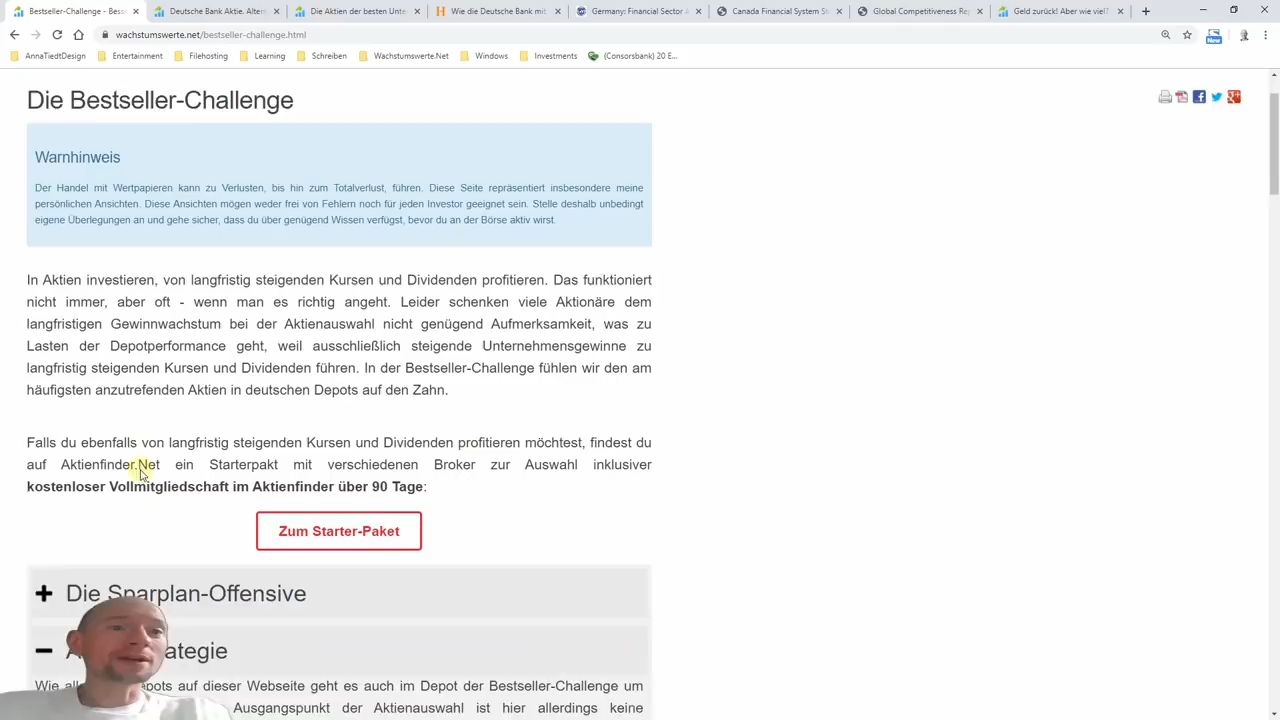 Bestseller-Challenge - Bes
Deutsche Bank Aktie. Altern
Die Aktien der besten Unte
Wie die Deutsche Bank mit
Germany: Financial Sector A
Canada Financial System St
Global Competitiveness Re
Geld zurück! Aber wie viel?
wachstumswerte.net/bestseller-challenge.html
New
AnnaTiedtDesign
Entertainment
Filehosting
Learning
Schreiben
Wachstumswerte.Net
Windows
Investments
(Consorsbank) 20 E...
Die Bestseller-Challenge
Warnhinweis
Der Handel mit Wertpapieren kann zu Verlusten, bis hin zum Totalverlust, führen. Diese Seite repräsentiert insbesondere meine
persönlichen Ansichten. Diese Ansichten mögen weder frei von Fehlern noch für jeden Investor geeignet sein. Stelle deshalb unbedingt
eigene Überlegungen an und gehe sicher, dass du über genügend Wissen verfügst, bevor du an der Börse aktiv wirst.
In Aktien investieren, von langfristig steigenden Kursen und Dividenden profitieren. Das funktioniert
nicht immer, aber oft - wenn man es richtig angeht. Leider schenken viele Aktionäre dem
langfristigen Gewinnwachstum bei der Aktienauswahl nicht genügend Aufmerksamkeit, was zu
Lasten der Depotperformance geht, weil ausschließlich steigende Unternehmensgewinne zu
langfristig steigenden Kursen und Dividenden führen. In der Bestseller-Challenge fühlen wir den am
häufigsten anzutrefenden Aktien in deutschen Depots auf den Zahn.
Falls du ebenfalls von langfristig steigenden Kursen und Dividenden profitieren möchtest, findest du
auf Aktienfinder.Net ein Starterpakt mit verschiedenen Broker zur Auswahl inklusiver
kostenloser Vollmitgliedschaft im Aktienfinder über 90 Tage:
Zum Starter-Paket
Die Sparplan-Offensive
Wie
auf dieser Webseite geht es auch im Depot der Bestseller-Challenge um
Ausgangspunkt der Aktienauswahl ist hier allerdings keine